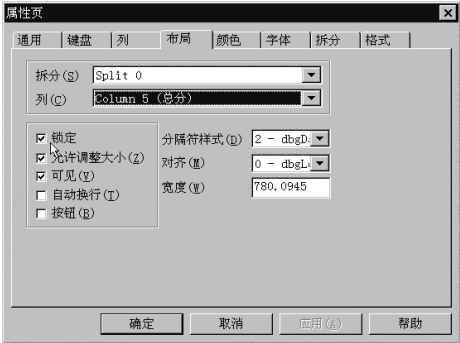 属性页
通用 键盘 列 布局 颜色 字体 拆分 格式
拆分(S) Split 0
列(C) Column 5 (总分)
锁定 分隔符样式(D) 2 - dbgD
允许调整大小(Z) 对齐(M) 0 - dbgL
可见(V) 宽度(W) 780.0945
自动换行(T)
按钮(B)
确定 取消 应用(A) 帮助